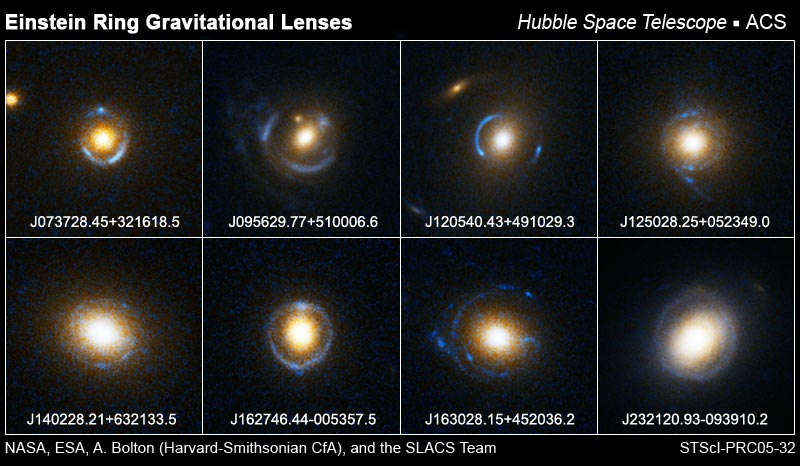 Einstein Ring Gravitational Lenses
Hubble Space Telescope ▪ ACS
J073728.45+321618.5
J095629.77+510006.6
J120540.43+491029.3
J125028.25+052349.0
J140228.21+632133.5
J162746.44-005357.5
J163028.15+452036.2
J232120.93-093910.2
NASA, ESA, A. Bolton (Harvard-Smithsonian CfA), and the SLACS Team
STScI-PRC05-32